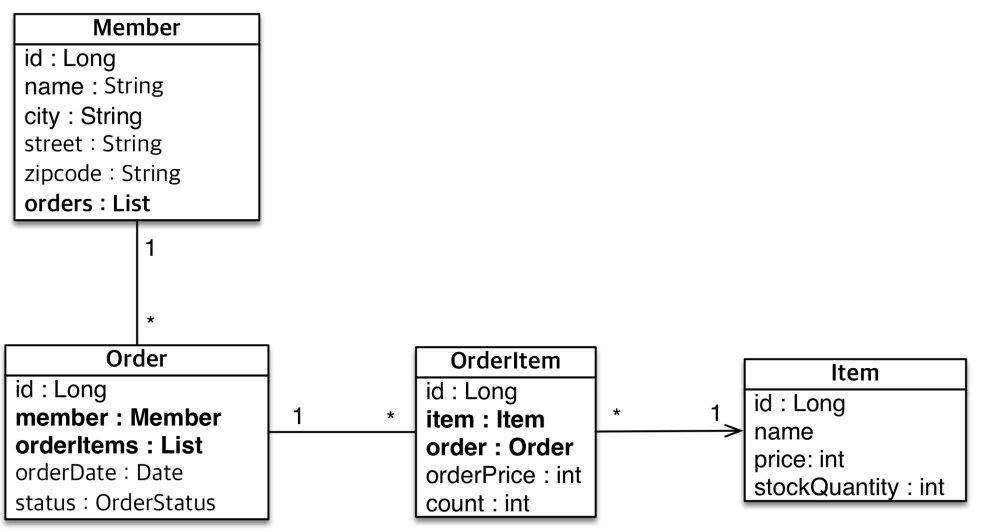 Member
id : Long
name : String
city : String
street : String
zipcode : String
orders : List
1
*
Order
id : Long
member : Member
orderItems : List
orderDate : Date
status : OrderStatus
1
*
OrderItem
id : Long
item : Item
order : Order
orderPrice : int
count : int
*
1
Item
id : Long
name
price: int
stockQuantity : int